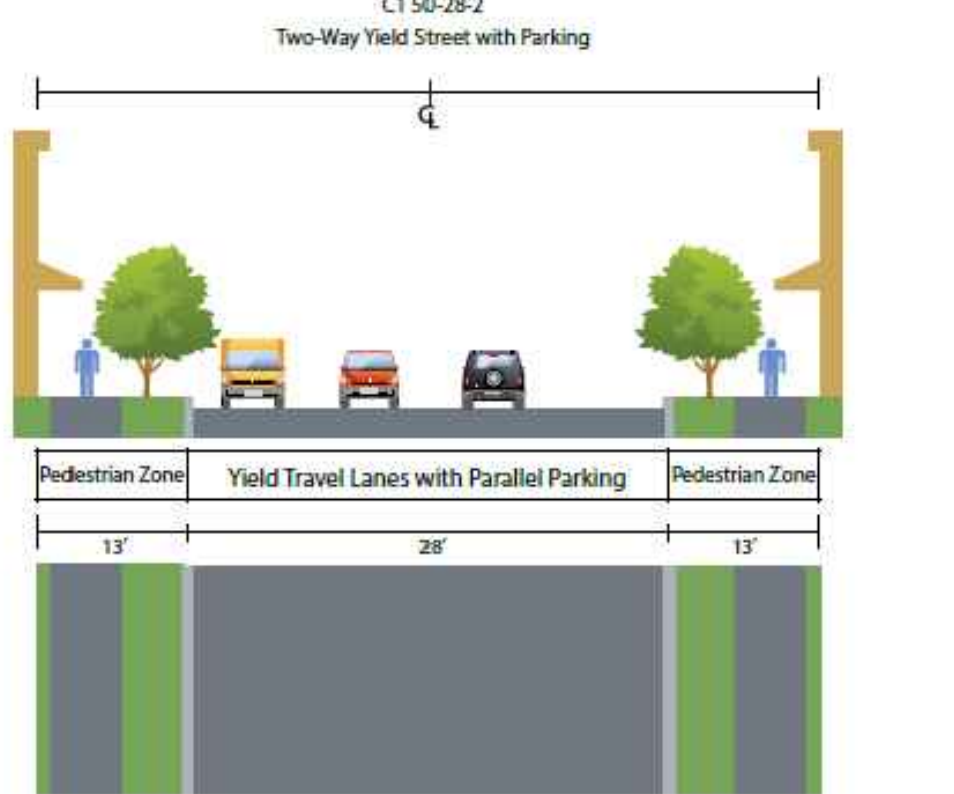 C1 50-28-2
Two-Way Yield Street with Parking
℄
Pedestrian Zone
Yield Travel Lanes with Parallel Parking
Pedestrian Zone
13'
28'
13'